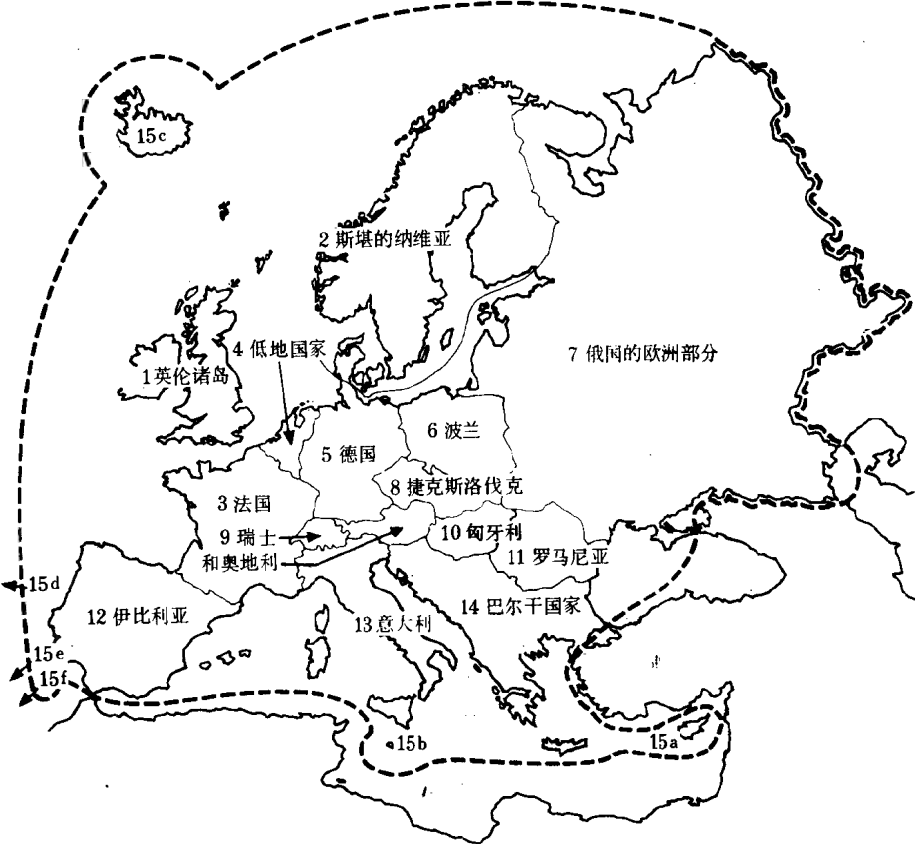 15c
2 斯堪的纳维亚
4 低地国家
7 俄国的欧洲部分
1英伦诸岛
6 波兰
5 德国
8 捷克斯洛伐克
3 法国
9 瑞士
和奥地利
10 匈牙利
11 罗马尼亚
15d
12 伊比利亚
13意大利
14 巴尔干国家
15e
15f
15b
15a